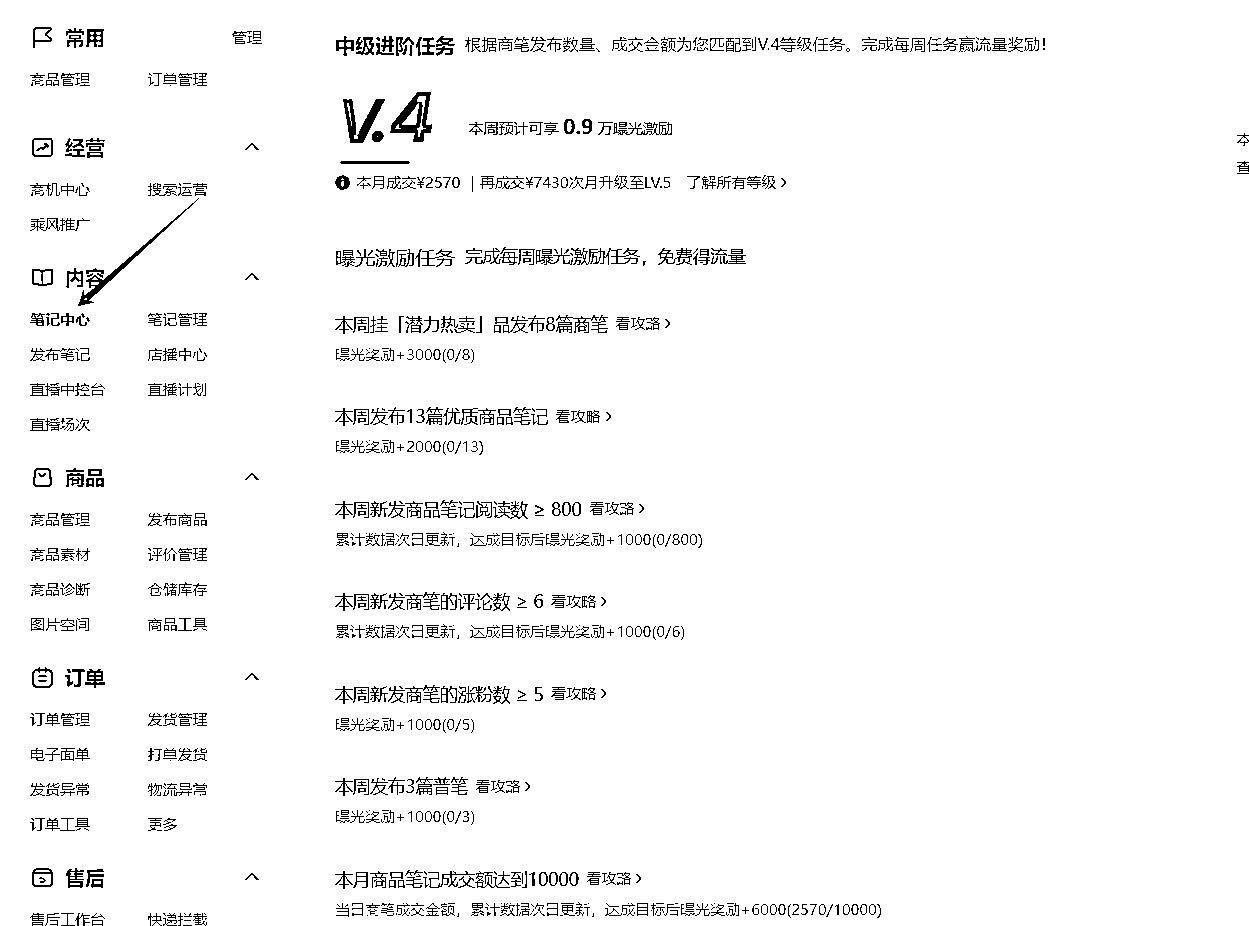 常用 管理
商品管理 订单管理
经营
商机中心 搜索运营
乘风推广
内容
笔记中心 笔记管理
发布笔记 店播中心
直播中控台 直播计划
直播场次
商品
商品管理 发布商品
商品素材 评价管理
商品诊断 仓储库存
图片空间 商品工具
订单
订单管理 发货管理
电子面单 打单发货
发货异常 物流异常
订单工具 更多
售后
售后工作台 快递拦截
中级进阶任务 根据商笔发布数量、成交金额为您匹配到V.4等级任务。完成每周任务赢流量奖励！
V.4 本周预计可享 0.9 万曝光激励
本月成交¥2570 | 再成交¥7430次月升级至LV.5 了解所有等级 >
曝光激励任务 完成每周曝光激励任务，免费得流量
本周挂「潜力热卖」品发布8篇商笔 看攻略 >
曝光奖励+3000(0/8)
本周发布13篇优质商品笔记 看攻略 >
曝光奖励+2000(0/13)
本周新发商品笔记阅读数 ≥ 800 看攻略 >
累计数据次日更新，达成目标后曝光奖励+1000(0/800)
本周新发商笔的评论数 ≥ 6 看攻略 >
累计数据次日更新，达成目标后曝光奖励+1000(0/6)
本周新发商笔的涨粉数 ≥ 5 看攻略 >
曝光奖励+1000(0/5)
本周发布3篇普笔 看攻略 >
曝光奖励+1000(0/3)
本月商品笔记成交额达到10000 看攻略 >
当日商笔成交金额，累计数据次日更新，达成目标后曝光奖励+6000(2570/10000)
本
查